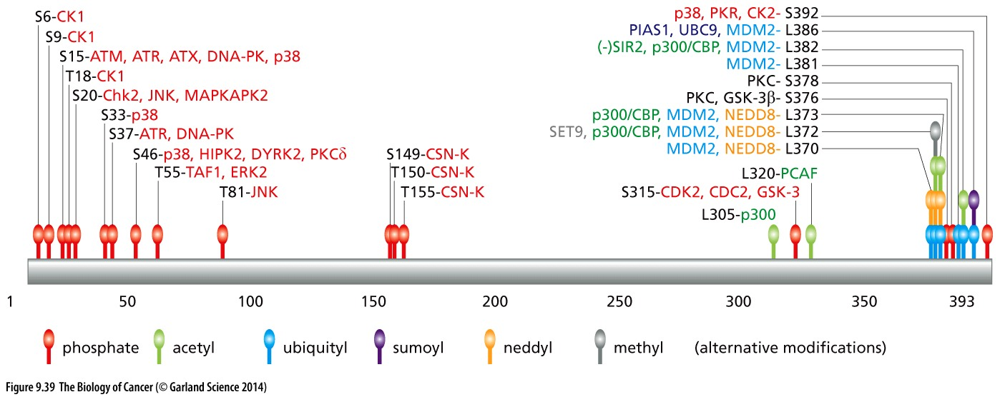 S6-CK1
S9-CK1
S15-ATM, ATR, ATX, DNA-PK, p38
T18-CK1
S20-Chk2, JNK, MAPKAPK2
S33-p38
S37-ATR, DNA-PK
S46-p38, HIPK2, DYRK2, PKCδ
T55-TAF1, ERK2
T81-JNK
S149-CSN-K
T150-CSN-K
T155-CSN-K
p38, PKR, CK2- S392
PIAS1, UBC9, MDM2- L386
(-)SIR2, p300/CBP, MDM2- L382
MDM2- L381
PKC- S378
PKC, GSK-3β- S376
p300/CBP, MDM2, NEDD8- L373
SET9, p300/CBP, MDM2, NEDD8- L372
MDM2, NEDD8- L370
L320-PCAF
S315-CDK2, CDC2, GSK-3
L305-p300
1 50 100 150 200 250 300 350 393
phosphate acetyl ubiquityl sumoyl neddyl methyl (alternative modifications)
Figure 9.39 The Biology of Cancer (© Garland Science 2014)